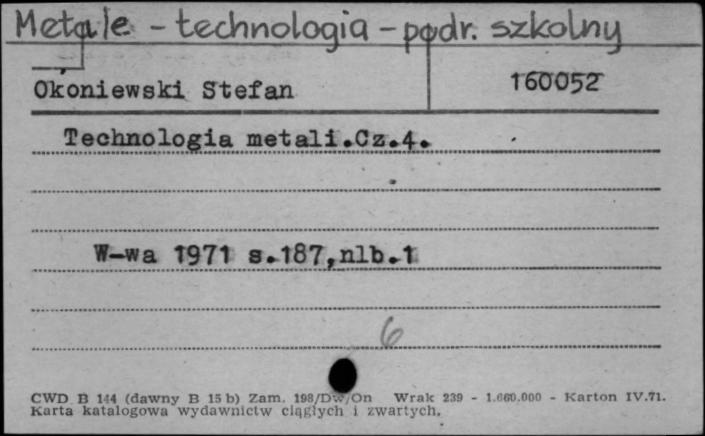 Metale - technologia - podr. szkolny
Okoniewski Stefan 160052
Technologia metali.Cz.4.
W-wa 1971 s.187,nlb.1
6
CWD B 144 (dawny B 15 b) Zam. 198/Dw/On Wrak 239 - 1.660.000 - Karton IV.71.
Karta katalogowa wydawnictw ciągłych i zwartych.